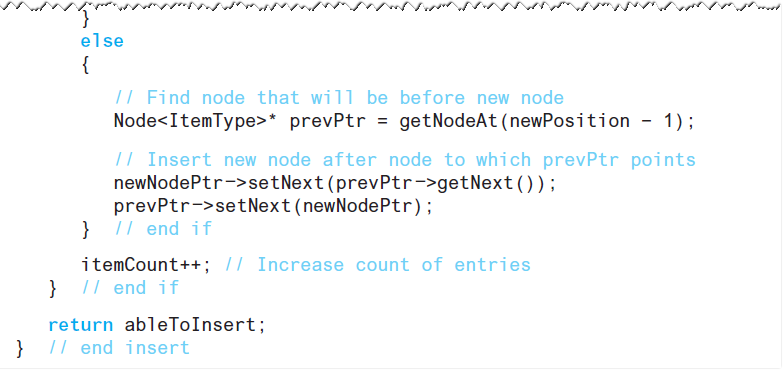 }
else
{
// Find node that will be before new node
Node<ItemType>* prevPtr = getNodeAt(newPosition - 1);
// Insert new node after node to which prevPtr points
newNodePtr->setNext(prevPtr->getNext());
prevPtr->setNext(newNodePtr);
} // end if
itemCount++; // Increase count of entries
} // end if
return ableToInsert;
} // end insert